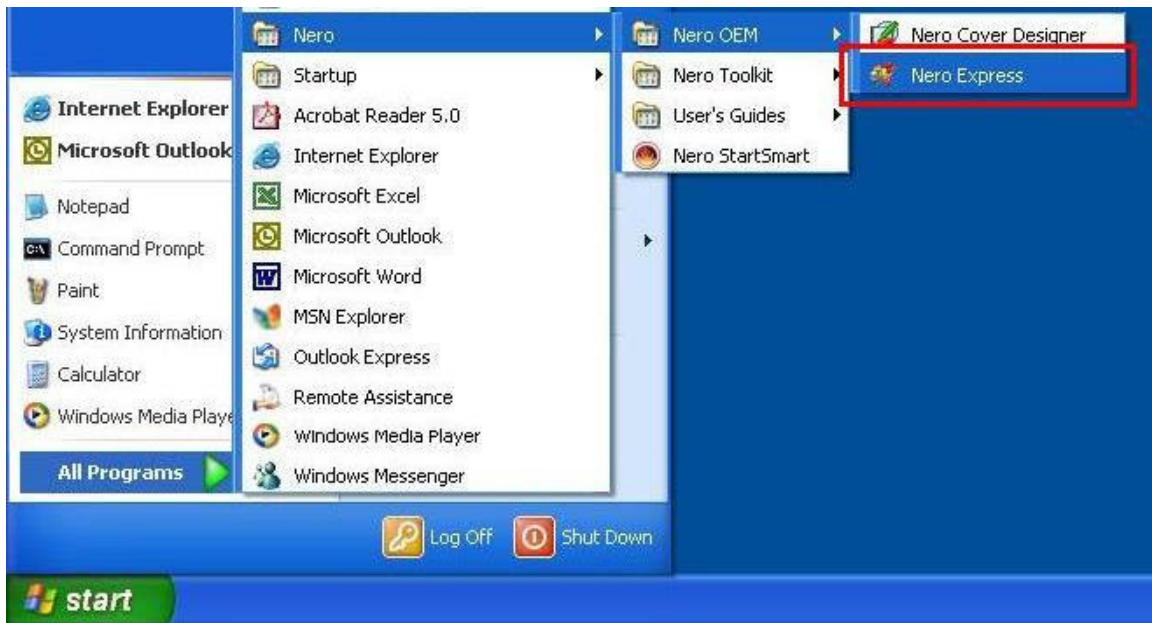 Internet Explorer
Microsoft Outlook
Notepad
Command Prompt
Paint
System Information
Calculator
Windows Media Playe
All Programs
Nero
Startup
Acrobat Reader 5.0
Internet Explorer
Microsoft Excel
Microsoft Outlook
Microsoft Word
MSN Explorer
Outlook Express
Remote Assistance
Windows Media Player
Windows Messenger
Nero OEM
Nero Toolkit
User's Guides
Nero StartSmart
Nero Cover Designer
Nero Express
Log Off
Shut Down
start